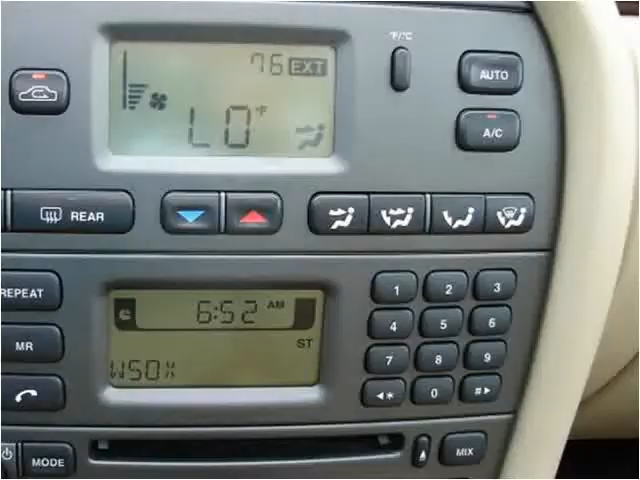 °F/°C
76 EXT
AUTO
LO °F
A/C
REAR
6:52 AM
ST
WSOX
REPEAT
MR
MODE
1 2 3
4 5 6
7 8 9
◄* 0 #►
MIX